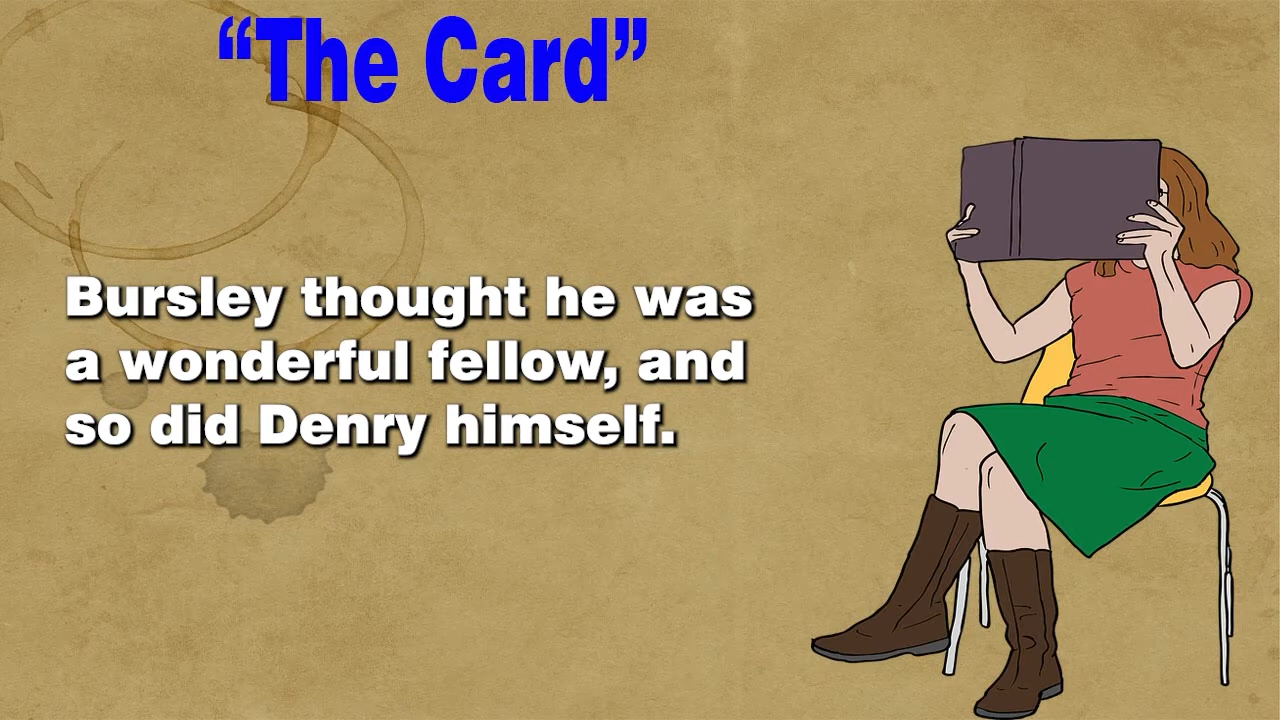 “The Card”
Bursley thought he was
a wonderful fellow, and
so did Denry himself.